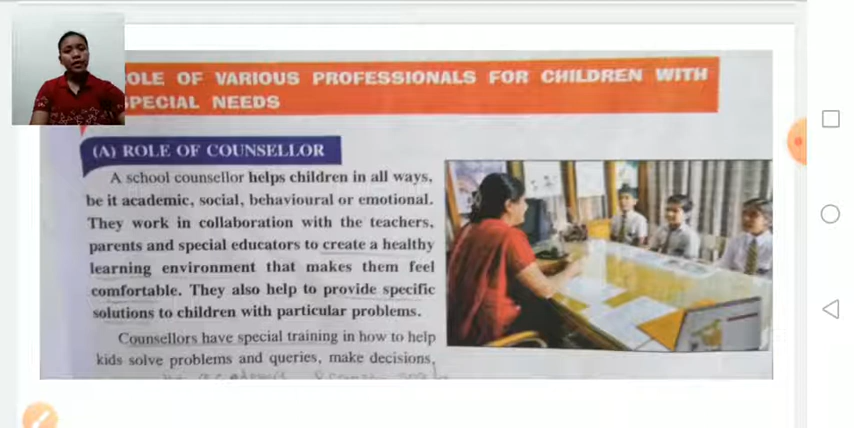 OLE OF VARIOUS PROFESSIONALS FOR CHILDREN WITH
SPECIAL NEEDS
(A) ROLE OF COUNSELLOR
A school counsellor helps children in all ways,
be it academic, social, behavioural or emotional.
They work in collaboration with the teachers,
parents and special educators to create a healthy
learning environment that makes them feel
comfortable. They also help to provide specific
solutions to children with particular problems.
Counsellors have special training in how to help
kids solve problems and queries, make decisions,